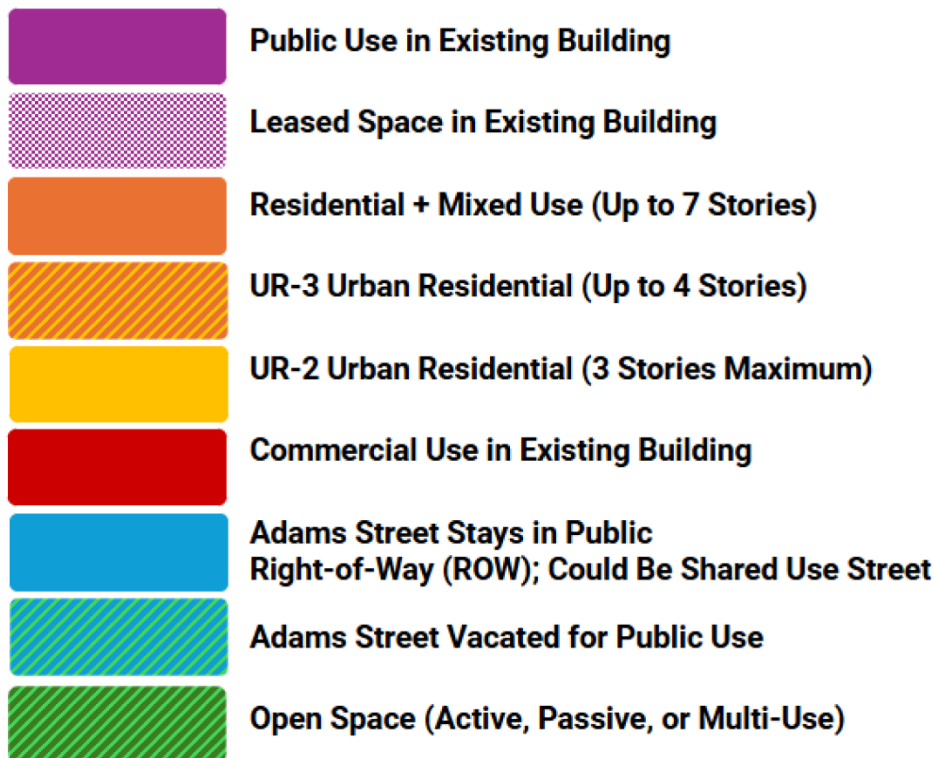 Public Use in Existing Building
Leased Space in Existing Building
Residential + Mixed Use (Up to 7 Stories)
UR-3 Urban Residential (Up to 4 Stories)
UR-2 Urban Residential (3 Stories Maximum)
Commercial Use in Existing Building
Adams Street Stays in Public
Right-of-Way (ROW); Could Be Shared Use Street
Adams Street Vacated for Public Use
Open Space (Active, Passive, or Multi-Use)